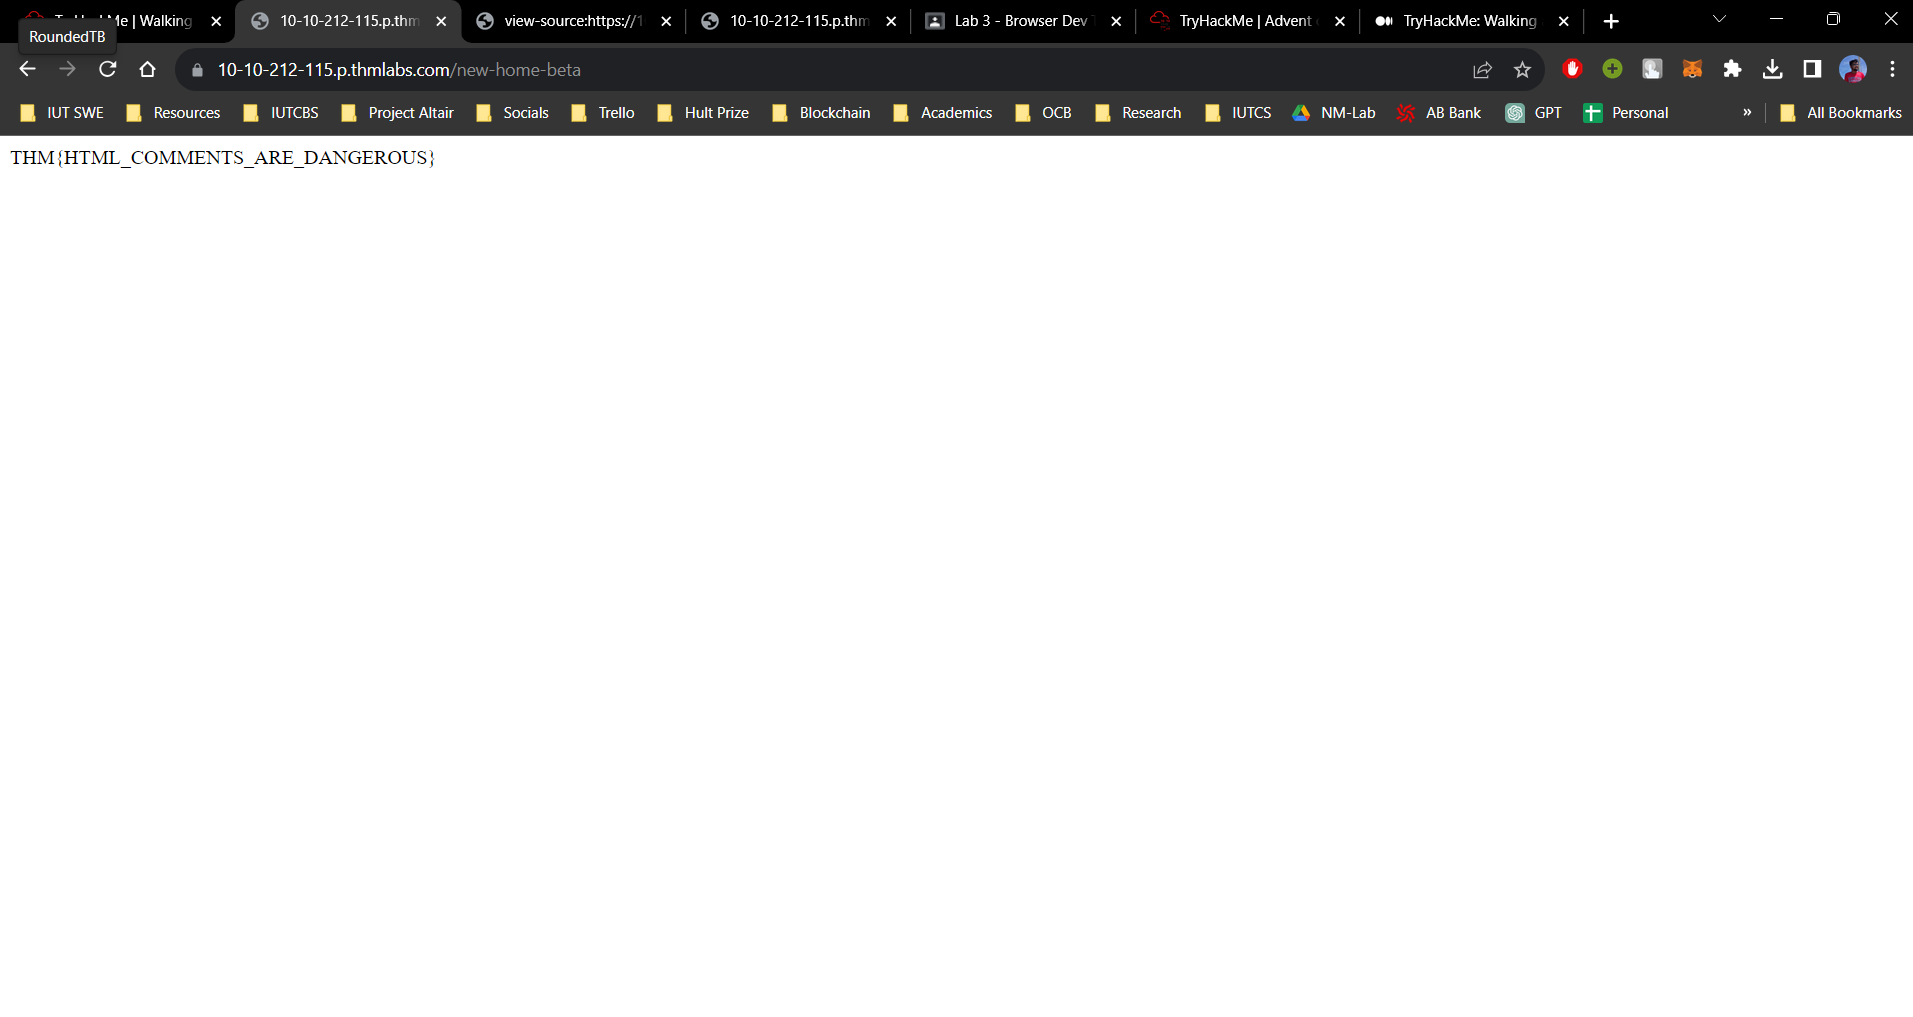 Me | Walking
10-10-212-115.p.thm
view-source:https://1
10-10-212-115.p.thm
Lab 3 - Browser Dev
TryHackMe | Advent
TryHackMe: Walking
RoundedTB
10-10-212-115.p.thmlabs.com/new-home-beta
IUT SWE
Resources
IUTCBS
Project Altair
Socials
Trello
Hult Prize
Blockchain
Academics
OCB
Research
IUTCS
NM-Lab
AB Bank
GPT
Personal
»
All Bookmarks
THM{HTML_COMMENTS_ARE_DANGEROUS}